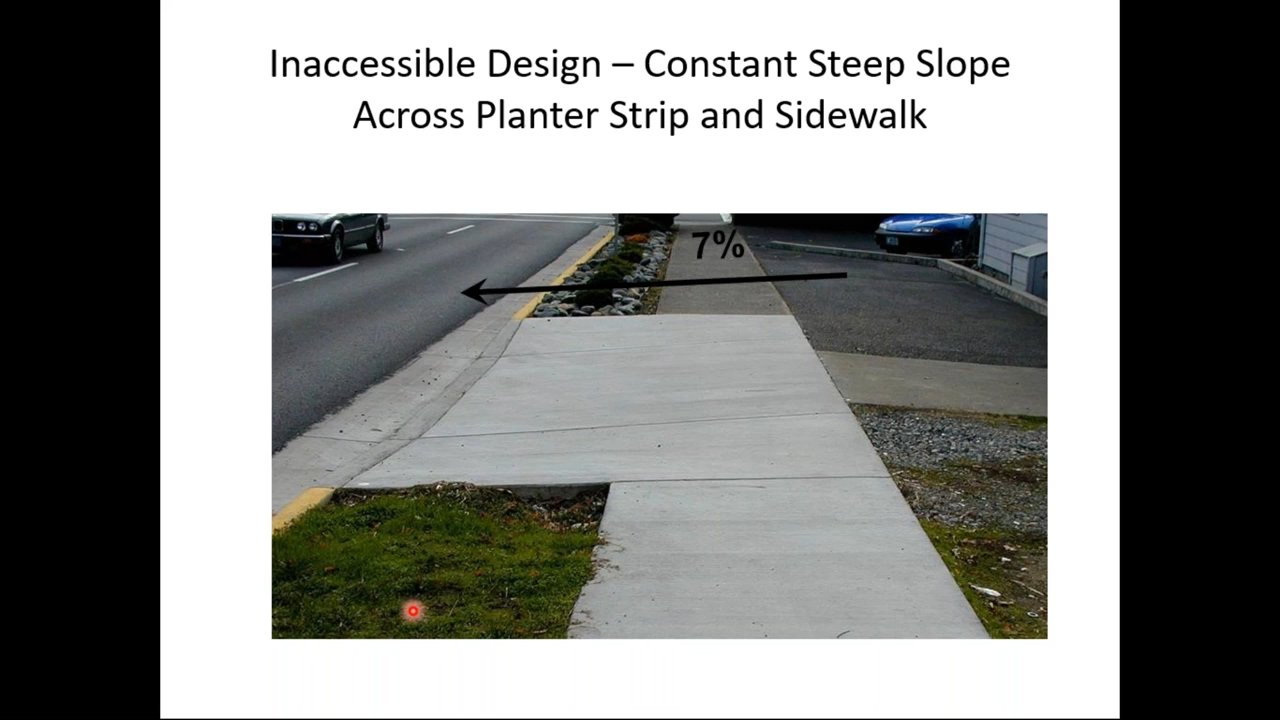 Inaccessible Design – Constant Steep Slope
Across Planter Strip and Sidewalk
7%